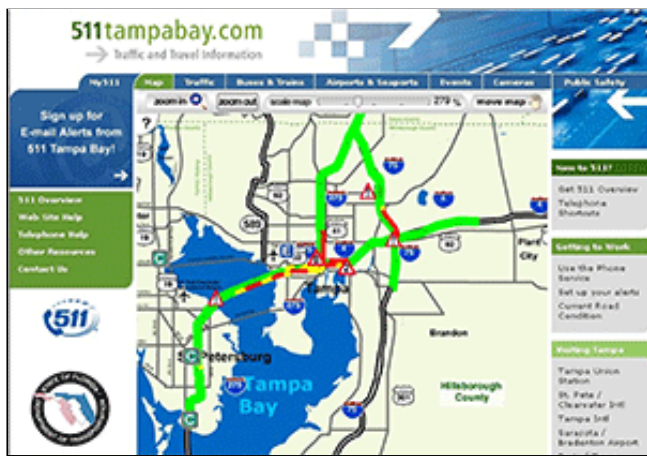 511tampabay.com
Traffic and Travel Information
My511
Map
Traffic
Buses & Trains
Airports & Seaports
Events
Cameras
Public Safety
zoom in
zoom out
scale map
279 %
move map
?
Sign up for
E-mail Alerts from
511 Tampa Bay!
511 Overview
Web Site Help
Telephone Help
Other Resources
Contact Us
511
New to 511?
Get 511 Overview
Telephone
Shortcuts
Getting to Work
Use the Phone
Service
Set up your alerts
Current Road
Condition
Visiting Tampa
Tampa Union
Station
St. Pete /
Clearwater Intl
Tampa Intl
Sarasota /
Bradenton Airport
Plant
City
Tampa
Brandon
St Petersburg
Tampa
Bay
Hillsborough
County